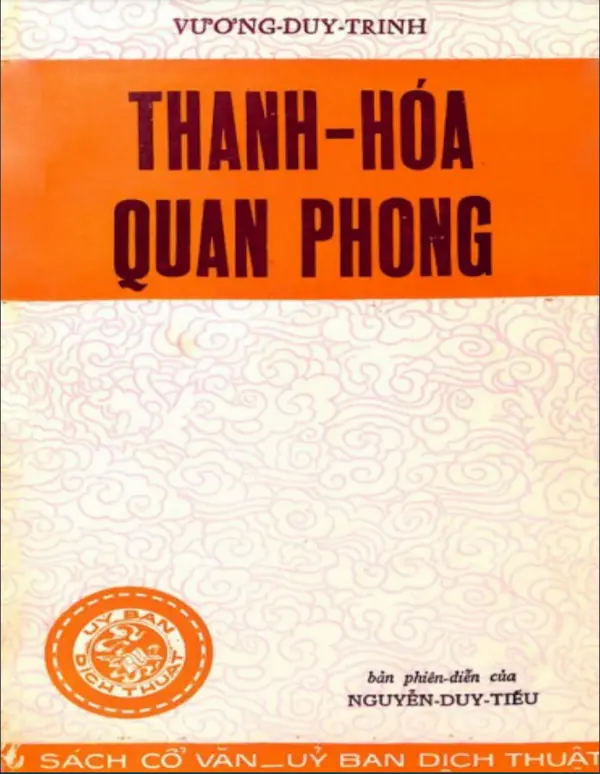 VƯƠNG-DUY-TRINH
THANH-HÓA
QUAN PHONG
UỶ BAN
DỊCH THUẬT
bản phiên-diễn của
NGUYỄN-DUY-TIẾU
SÁCH CỔ VĂN_UỶ BAN DỊCH THUẬT